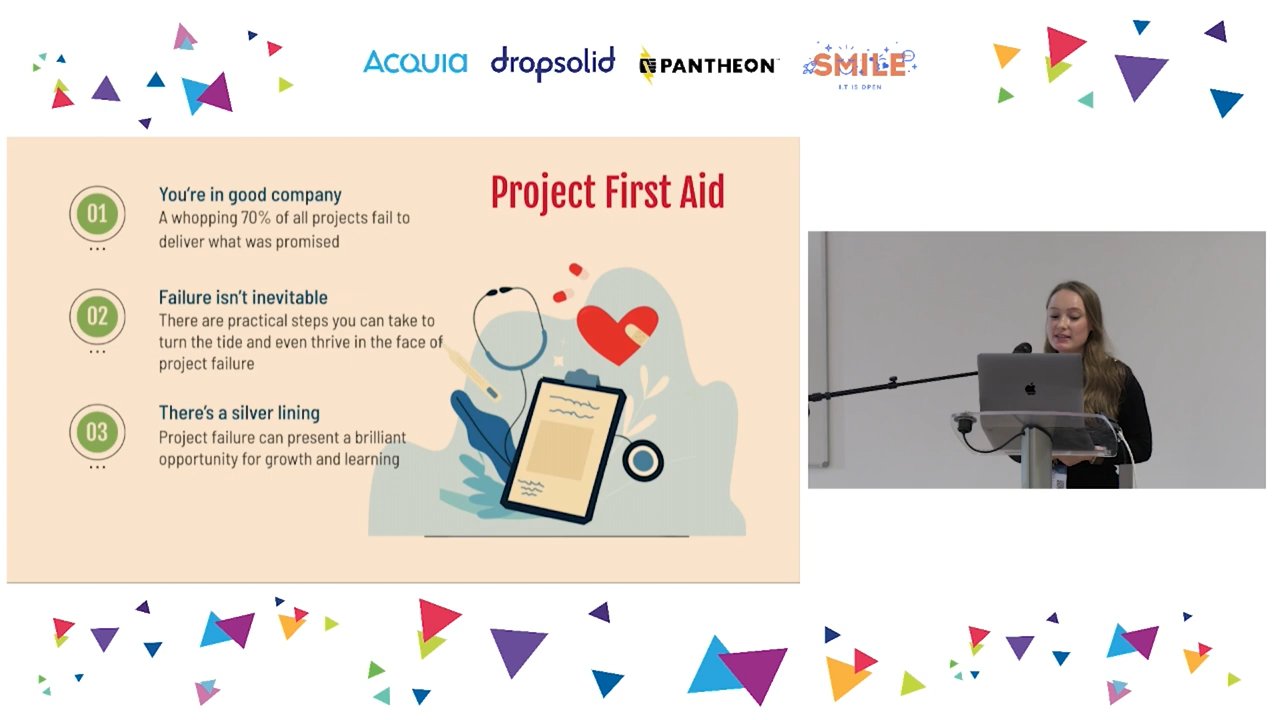 ACQUIA
dropsolid
PANTHEON
SMILE
I.T IS OPEN
Project First Aid
01
You're in good company
A whopping 70% of all projects fail to
deliver what was promised
02
Failure isn't inevitable
There are practical steps you can take to
turn the tide and even thrive in the face of
project failure
03
There's a silver lining
Project failure can present a brilliant
opportunity for growth and learning